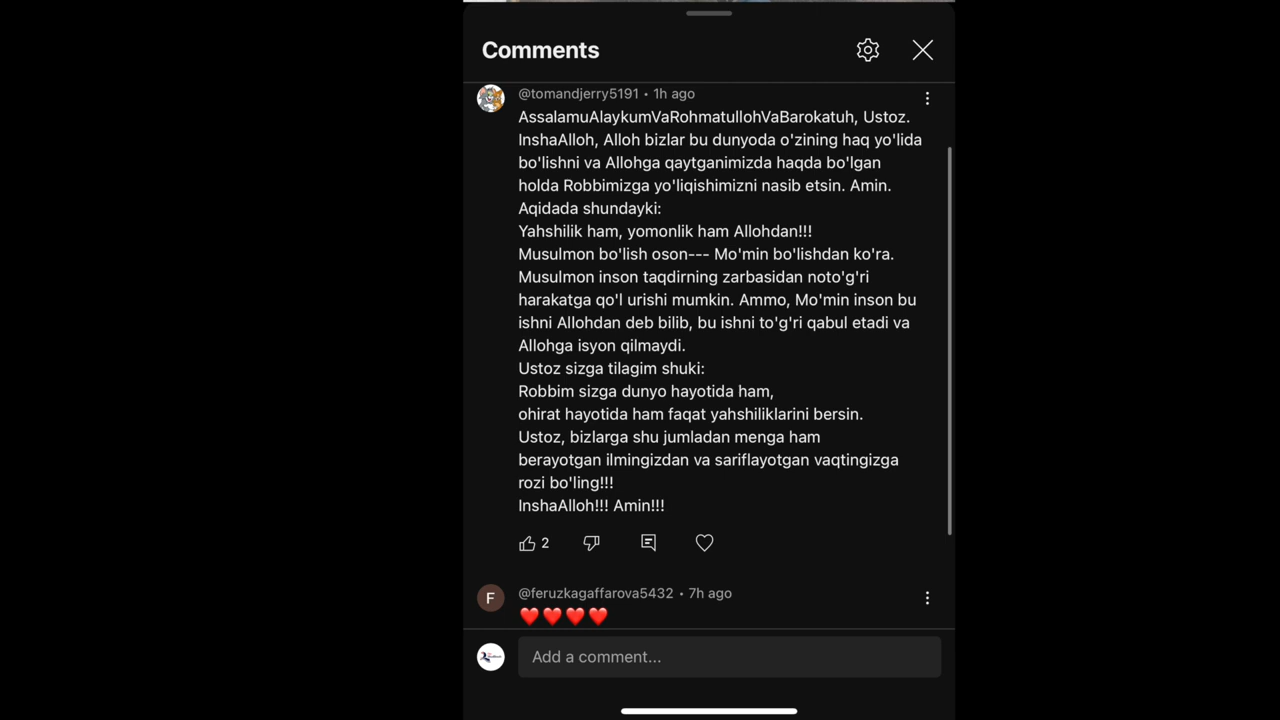 Comments
@tomandjerry5191 • 1h ago
AssalamuAlaykumVaRohmatullohVaBarokatuh, Ustoz.
InshaAlloh, Alloh bizlar bu dunyoda o'zining haq yo'lida
bo'lishni va Allohga qaytganimizda haqda bo'lgan
holda Robbimizga yo'liqishimizni nasib etsin. Amin.
Aqidada shundayki:
Yahshilik ham, yomonlik ham Allohdan!!!
Musulmon bo'lish oson--- Mo'min bo'lishdan ko'ra.
Musulmon inson taqdirning zarbasidan noto'g'ri
harakatga qo'l urishi mumkin. Ammo, Mo'min inson bu
ishni Allohdan deb bilib, bu ishni to'g'ri qabul etadi va
Allohga isyon qilmaydi.
Ustoz sizga tilagim shuki:
Robbim sizga dunyo hayotida ham,
ohirat hayotida ham faqat yahshiliklarini bersin.
Ustoz, bizlarga shu jumladan menga ham
berayotgan ilmingizdan va sariflayotgan vaqtingizga
rozi bo'ling!!!
InshaAlloh!!! Amin!!!
2
F
@feruzkagaffarova5432 • 7h ago
❤️❤️❤️❤️
Add a comment...